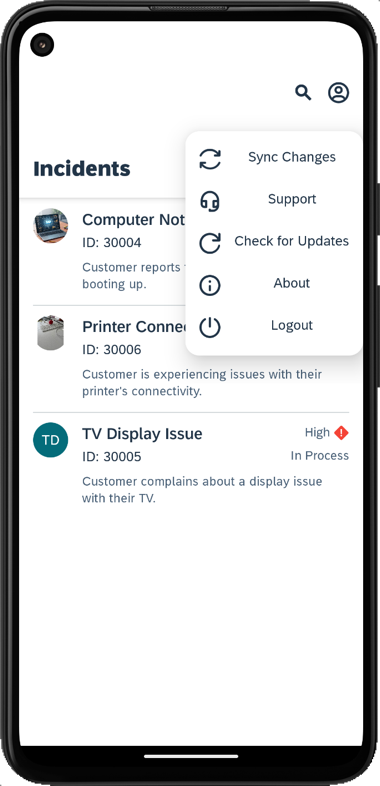 Incidents
Sync Changes
Support
Check for Updates
About
Logout
Computer Not
ID: 30004
Customer reports
booting up.
Printer Conne
ID: 30006
Customer is experiencing issues with their
printer's connectivity.
TD
TV Display Issue
High
ID: 30005
In Process
Customer complains about a display issue
with their TV.